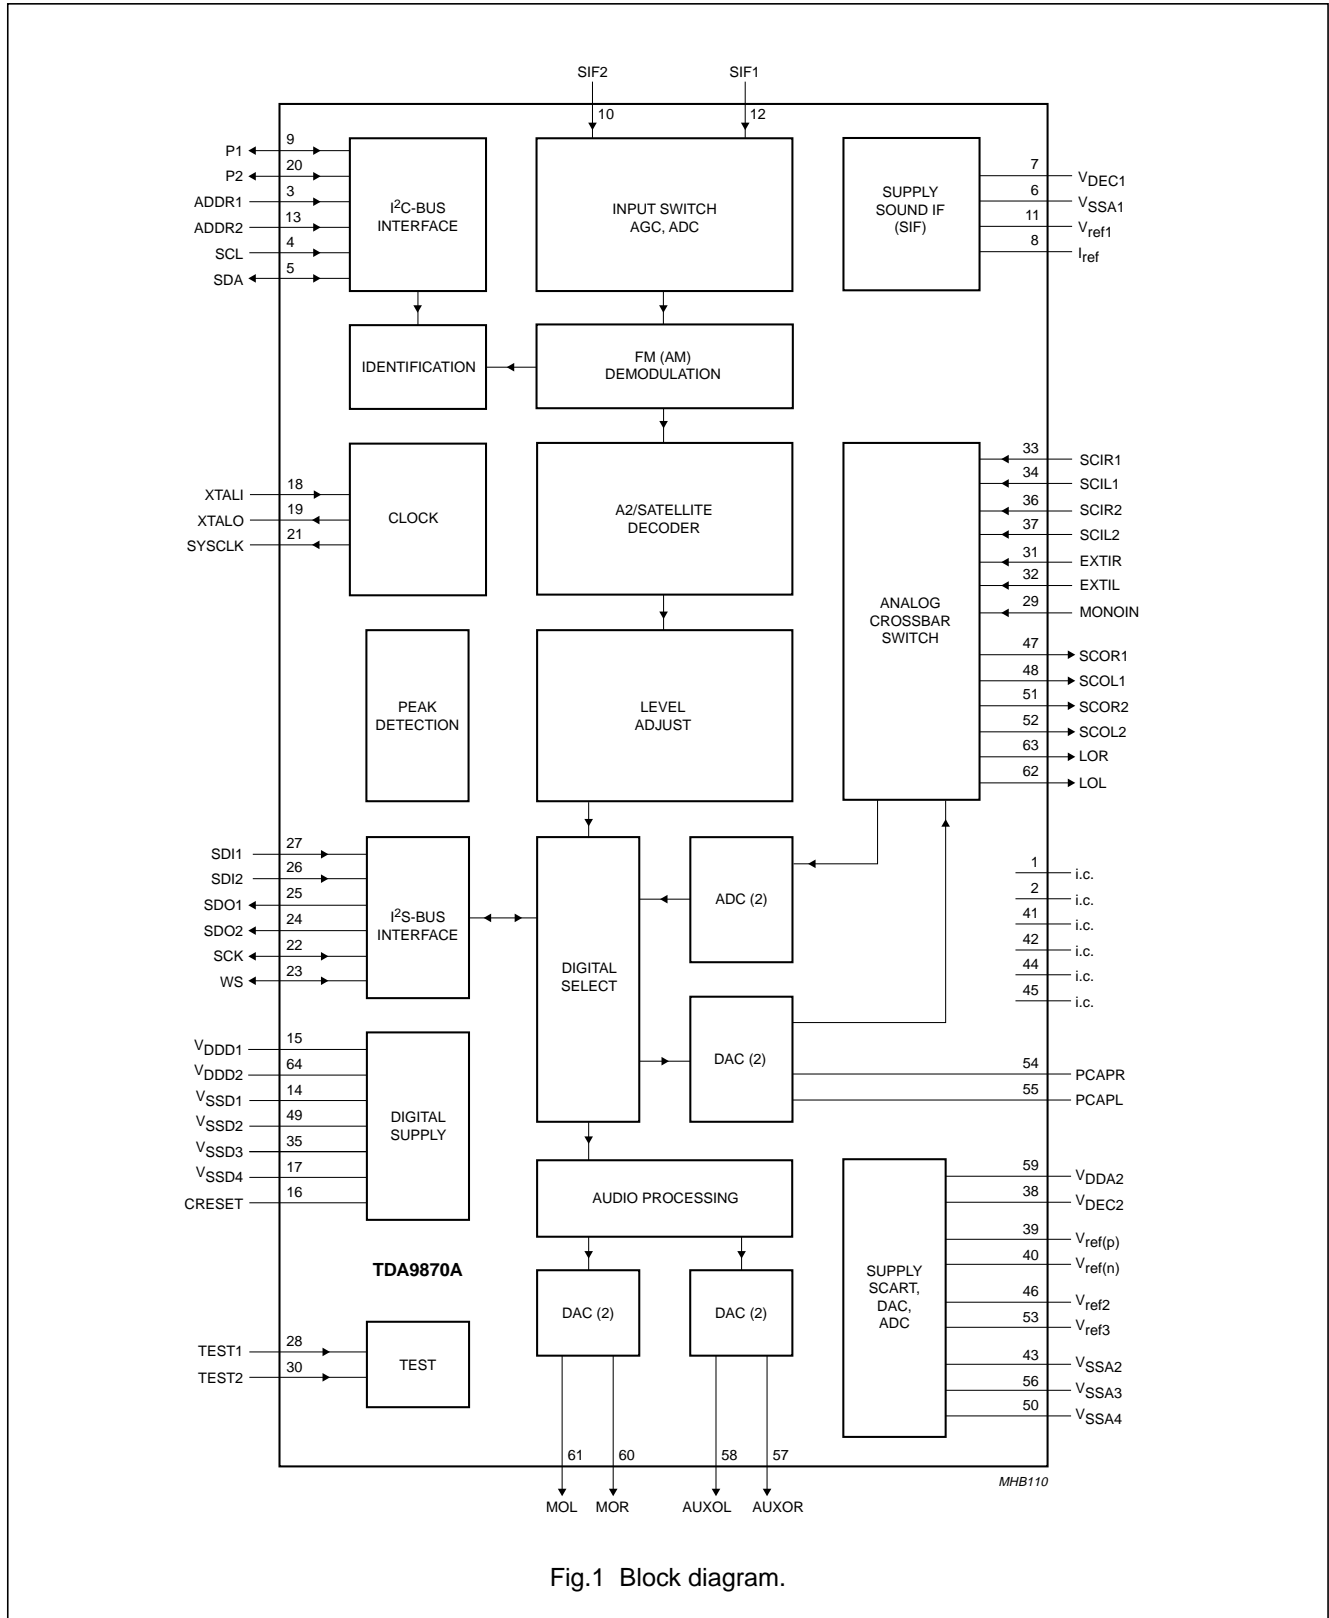 SIF2
SIF1
10
12
P1
9
P2
20
ADDR1
3
ADDR2
13
SCL
4
SDA
5
I2C-BUS
INTERFACE
INPUT SWITCH
AGC, ADC
SUPPLY
SOUND IF
(SIF)
7
VDEC1
6
VSSA1
11
Vref1
8
Iref
IDENTIFICATION
FM (AM)
DEMODULATION
XTALI
18
XTALO
19
SYSCLK
21
CLOCK
A2/SATELLITE
DECODER
ANALOG
CROSSBAR
SWITCH
33
SCIR1
34
SCIL1
36
SCIR2
37
SCIL2
31
EXTIR
32
EXTIL
29
MONOIN
47
SCOR1
48
SCOL1
51
SCOR2
52
SCOL2
63
LOR
62
LOL
PEAK
DETECTION
LEVEL
ADJUST
SDI1
27
SDI2
26
SDO1
25
SDO2
24
SCK
22
WS
23
I2S-BUS
INTERFACE
DIGITAL
SELECT
ADC (2)
DAC (2)
1
i.c.
2
i.c.
41
i.c.
42
i.c.
44
i.c.
45
i.c.
54
PCAPR
55
PCAPL
VDDD1
15
VDDD2
64
VSSD1
14
VSSD2
49
VSSD3
35
VSSD4
17
CRESET
16
DIGITAL
SUPPLY
AUDIO PROCESSING
TDA9870A
DAC (2)
DAC (2)
SUPPLY
SCART,
DAC,
ADC
59
VDDA2
38
VDEC2
39
Vref(p)
40
Vref(n)
46
Vref2
53
Vref3
43
VSSA2
56
VSSA3
50
VSSA4
TEST1
28
TEST2
30
TEST
61
60
58
57
MOL
MOR
AUXOL
AUXOR
MHB110
Fig.1 Block diagram.